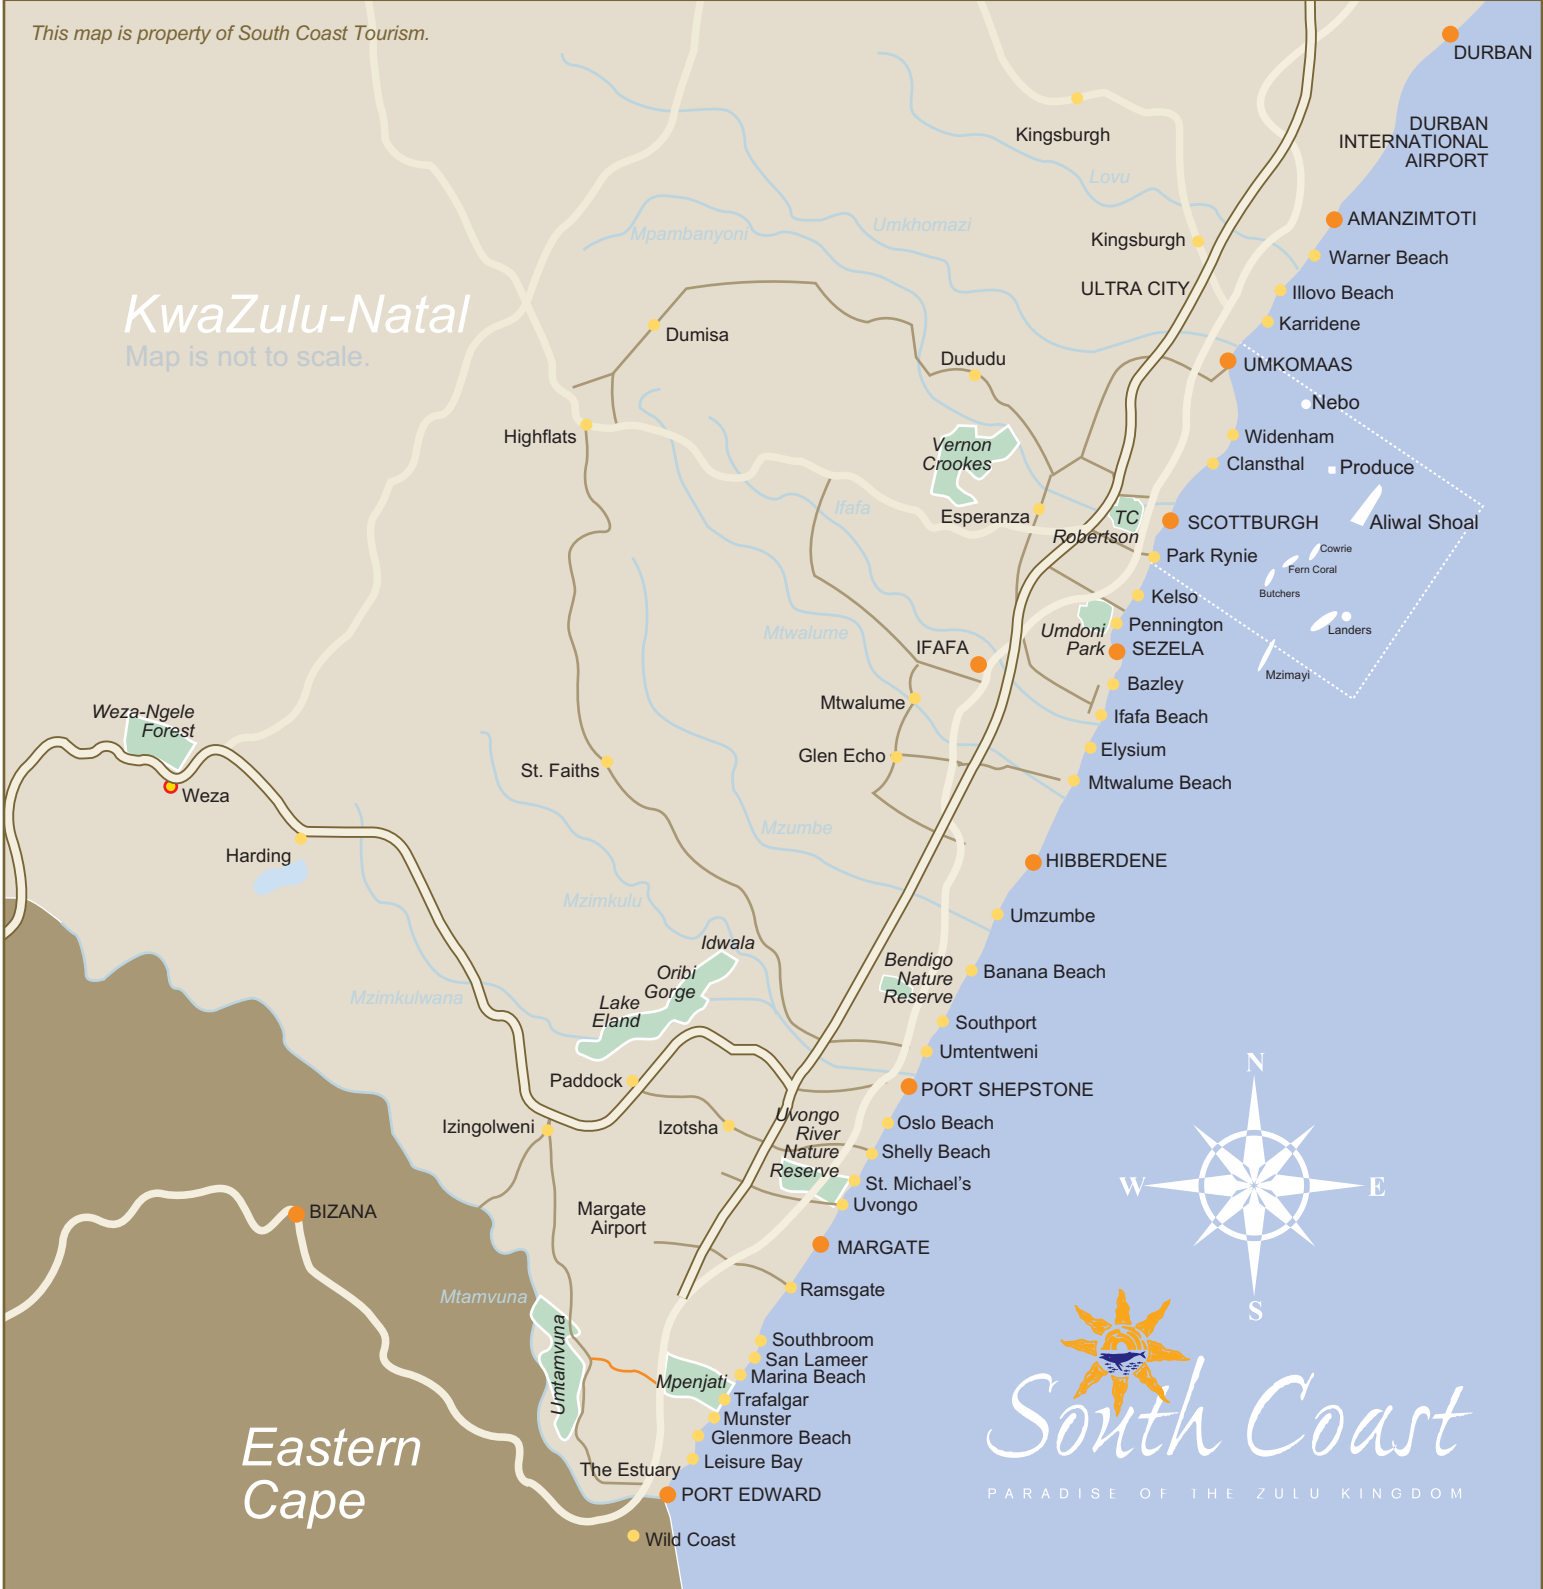 This map is property of South Coast Tourism.
DURBAN
DURBAN
INTERNATIONAL
AIRPORT
Kingsburgh
Lovu
AMANZIMTOTI
Umkhomazi
Mpambanyoni
Kingsburgh
Warner Beach
ULTRA CITY
Illovo Beach
KwaZulu-Natal
Map is not to scale.
Karridene
Dumisa
Dududu
UMKOMAAS
Nebo
Highflats
Widenham
Vernon
Crookes
Clansthal
Produce
Ifafa
Esperanza
TC
Robertson
SCOTTBURGH
Aliwal Shoal
Park Rynie
Cowrie
Fern Coral
Butchers
Kelso
Mtwalume
Umdoni
Park
Pennington
Landers
IFAFA
SEZELA
Mzimayi
Bazley
Mtwalume
Weza-Ngele
Forest
Ifafa Beach
Glen Echo
Elysium
St. Faiths
Weza
Mtwalume Beach
Mzumbe
Harding
HIBBERDENE
Mzimkulu
Umzumbe
Idwala
Oribi
Gorge
Lake
Eland
Bendigo
Nature
Reserve
Banana Beach
Mzimkulwana
Southport
Umtentweni
Paddock
PORT SHEPSTONE
N
Izingolweni
Izotsha
Uvongo
River
Nature
Reserve
Oslo Beach
Shelly Beach
St. Michael's
W
E
Uvongo
BIZANA
Margate
Airport
MARGATE
Mtamvuna
Ramsgate
S
Umtamvuna
Southbroom
San Lameer
Mpenjati
Marina Beach
Trafalgar
Munster
Glenmore Beach
Leisure Bay
The Estuary
PORT EDWARD
Wild Coast
Eastern
Cape
South Coast
PARADISE OF THE ZULU KINGDOM